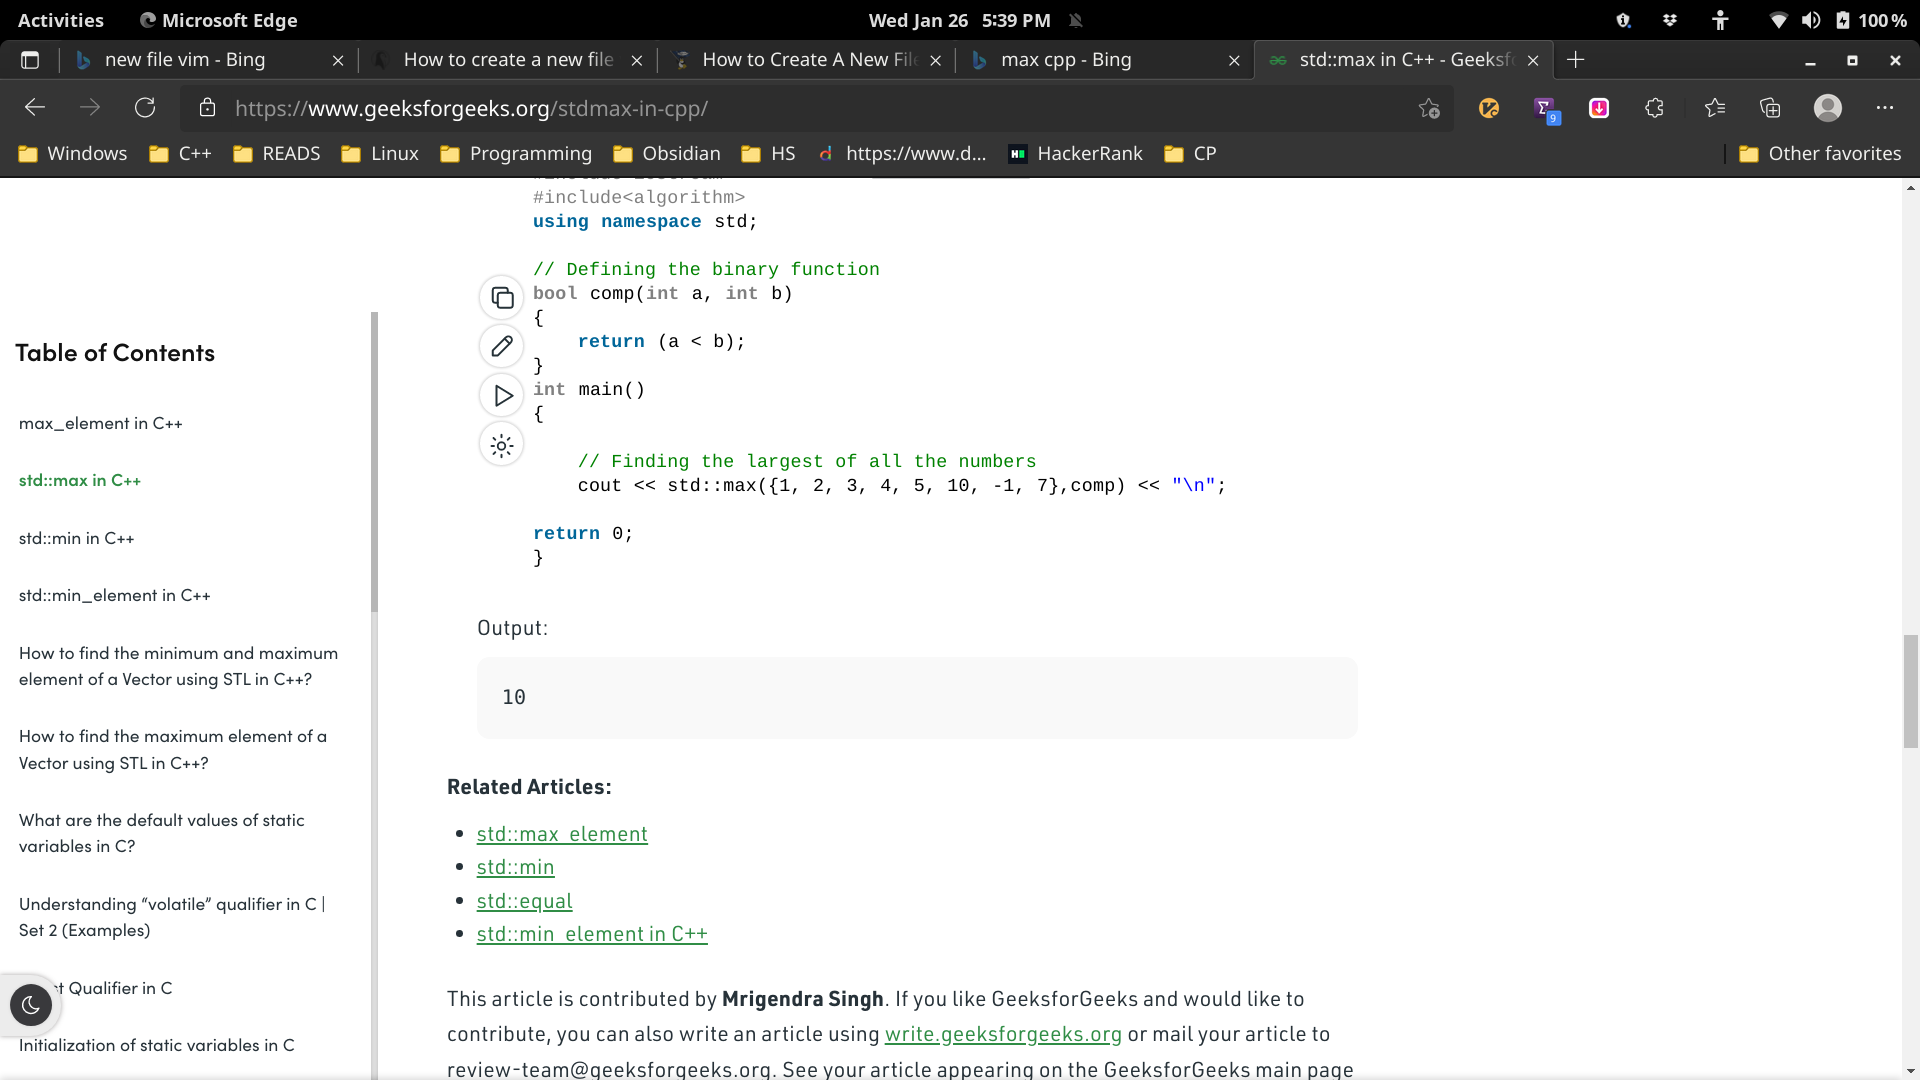 Activities Microsoft Edge Wed Jan 26 5:39 PM 100 %
new file vim - Bing How to create a new file How to Create A New File max cpp - Bing std::max in C++ - Geeksf
https://www.geeksforgeeks.org/stdmax-in-cpp/ 9
Windows C++ READS Linux Programming Obsidian HS https://www.d... HackerRank CP Other favorites
#include<algorithm>
using namespace std;
// Defining the binary function
bool comp(int a, int b)
{
return (a < b);
}
int main()
{
// Finding the largest of all the numbers
cout << std::max({1, 2, 3, 4, 5, 10, -1, 7},comp) << "\n";
return 0;
}
Output:
10
Related Articles:
std::max_element
std::min
std::equal
std::min_element in C++
This article is contributed by Mrigendra Singh. If you like GeeksforGeeks and would like to
contribute, you can also write an article using write.geeksforgeeks.org or mail your article to
review-team@geeksforgeeks.org. See your article appearing on the GeeksforGeeks main page
Table of Contents
max_element in C++
std::max in C++
std::min in C++
std::min_element in C++
How to find the minimum and maximum
element of a Vector using STL in C++?
How to find the maximum element of a
Vector using STL in C++?
What are the default values of static
variables in C?
Understanding “volatile” qualifier in C |
Set 2 (Examples)
Qualifier in C
Initialization of static variables in C